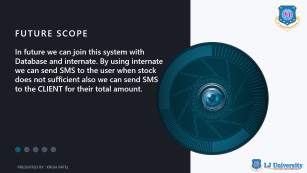 FUTURE SCOPE
In future we can join this system with
Database and internate. By using internate
we can send SMS to the user when stock
does not sufficient also we can send SMS
to the CLIENT for their total amount.
PRESENTED BY : KRISH PATEL
LJ University